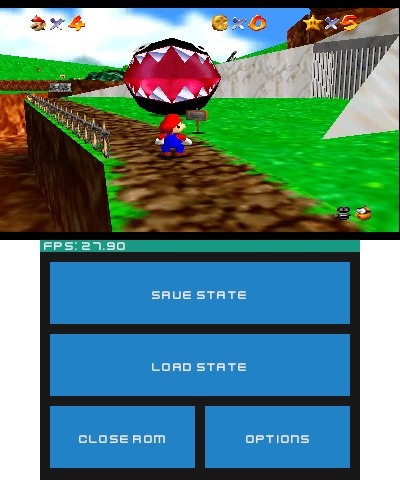 ×4 ×0 ×5
FPS: 27.90
SAVE STATE
LOAD STATE
CLOSE ROM
OPTIONS